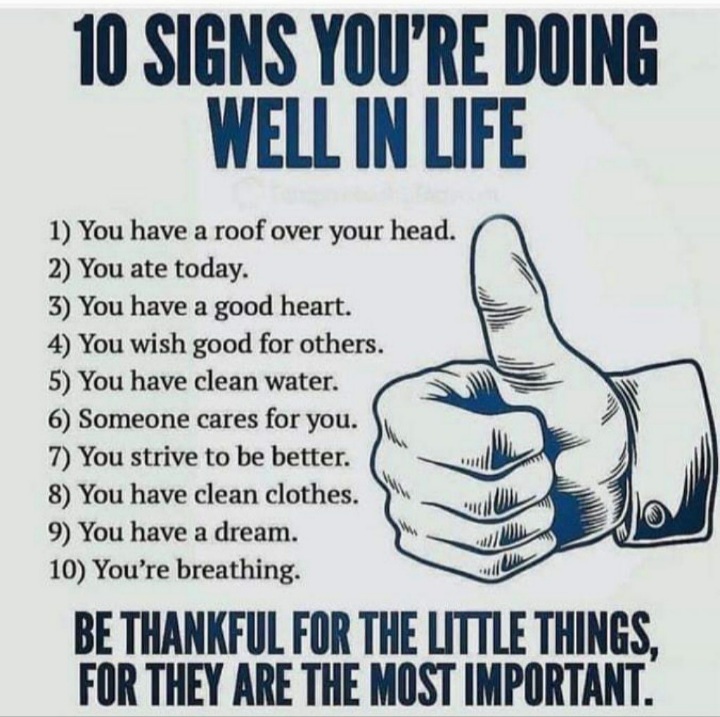 10 SIGNS YOU'RE DOING
WELL IN LIFE
1) You have a roof over your head.
2) You ate today.
3) You have a good heart.
4) You wish good for others.
5) You have clean water.
6) Someone cares for you.
7) You strive to be better.
8) You have clean clothes.
9) You have a dream.
10) You're breathing.
BE THANKFUL FOR THE LITTLE THINGS,
FOR THEY ARE THE MOST IMPORTANT.